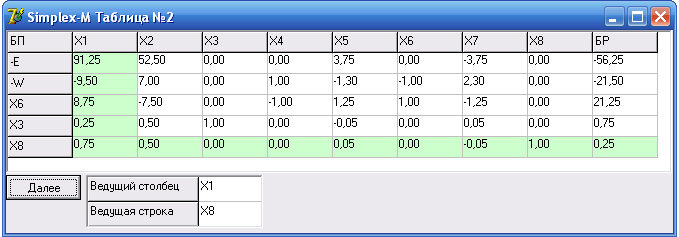 Simplex-M Таблица №2
БП X1 X2 X3 X4 X5 X6 X7 X8 БР
-E 91,25 52,50 0,00 0,00 3,75 0,00 -3,75 0,00 -56,25
-W -9,50 7,00 0,00 1,00 -1,30 -1,00 2,30 0,00 -21,50
X6 8,75 -7,50 0,00 -1,00 1,25 1,00 -1,25 0,00 21,25
X3 0,25 0,50 1,00 0,00 -0,05 0,00 0,05 0,00 0,75
X8 0,75 0,50 0,00 0,00 0,05 0,00 -0,05 1,00 0,25
Далее
Ведущий столбец X1
Ведущая строка X8